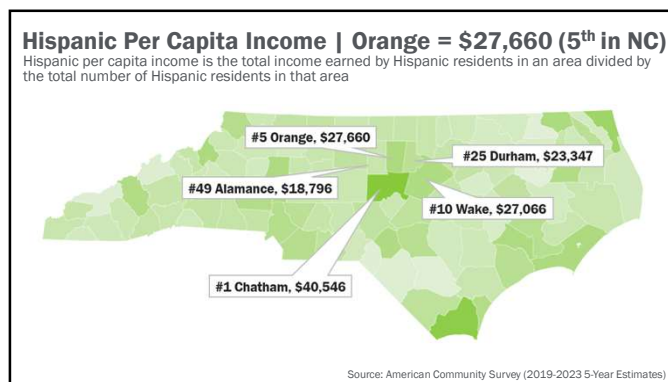 Hispanic Per Capita Income | Orange = $27,660 (5th in NC)
Hispanic per capita income is the total income earned by Hispanic residents in an area divided by
the total number of Hispanic residents in that area
#5 Orange, $27,660
#25 Durham, $23,347
#49 Alamance, $18,796
#10 Wake, $27,066
#1 Chatham, $40,546
Source: American Community Survey (2019-2023 5-Year Estimates)